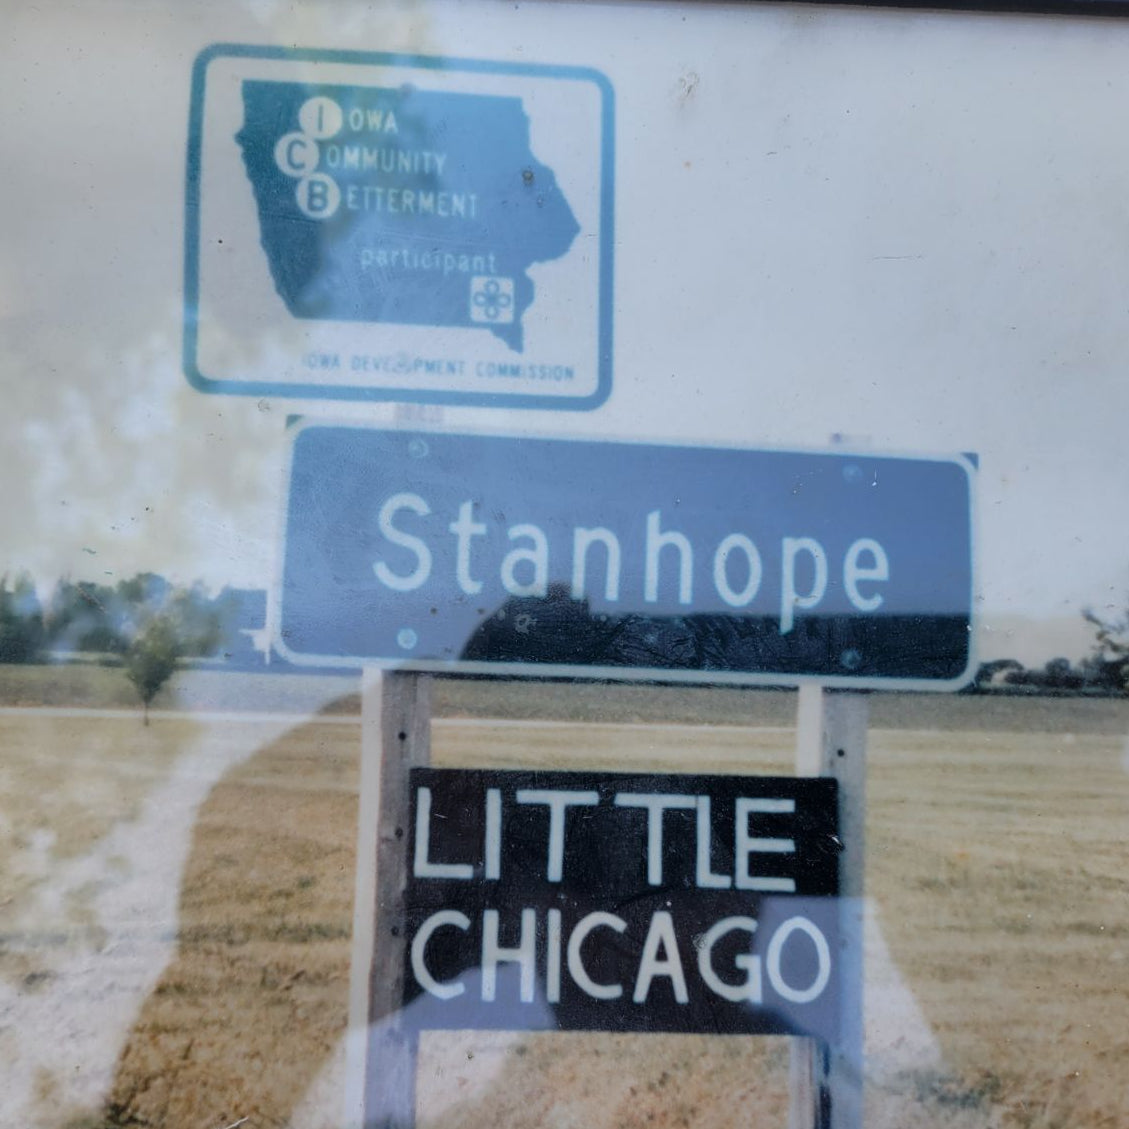 IOWA
COMMUNITY
BETTERMENT
participant
IOWA DEVELOPMENT COMMISSION
Stanhope
LITTLE
CHICAGO